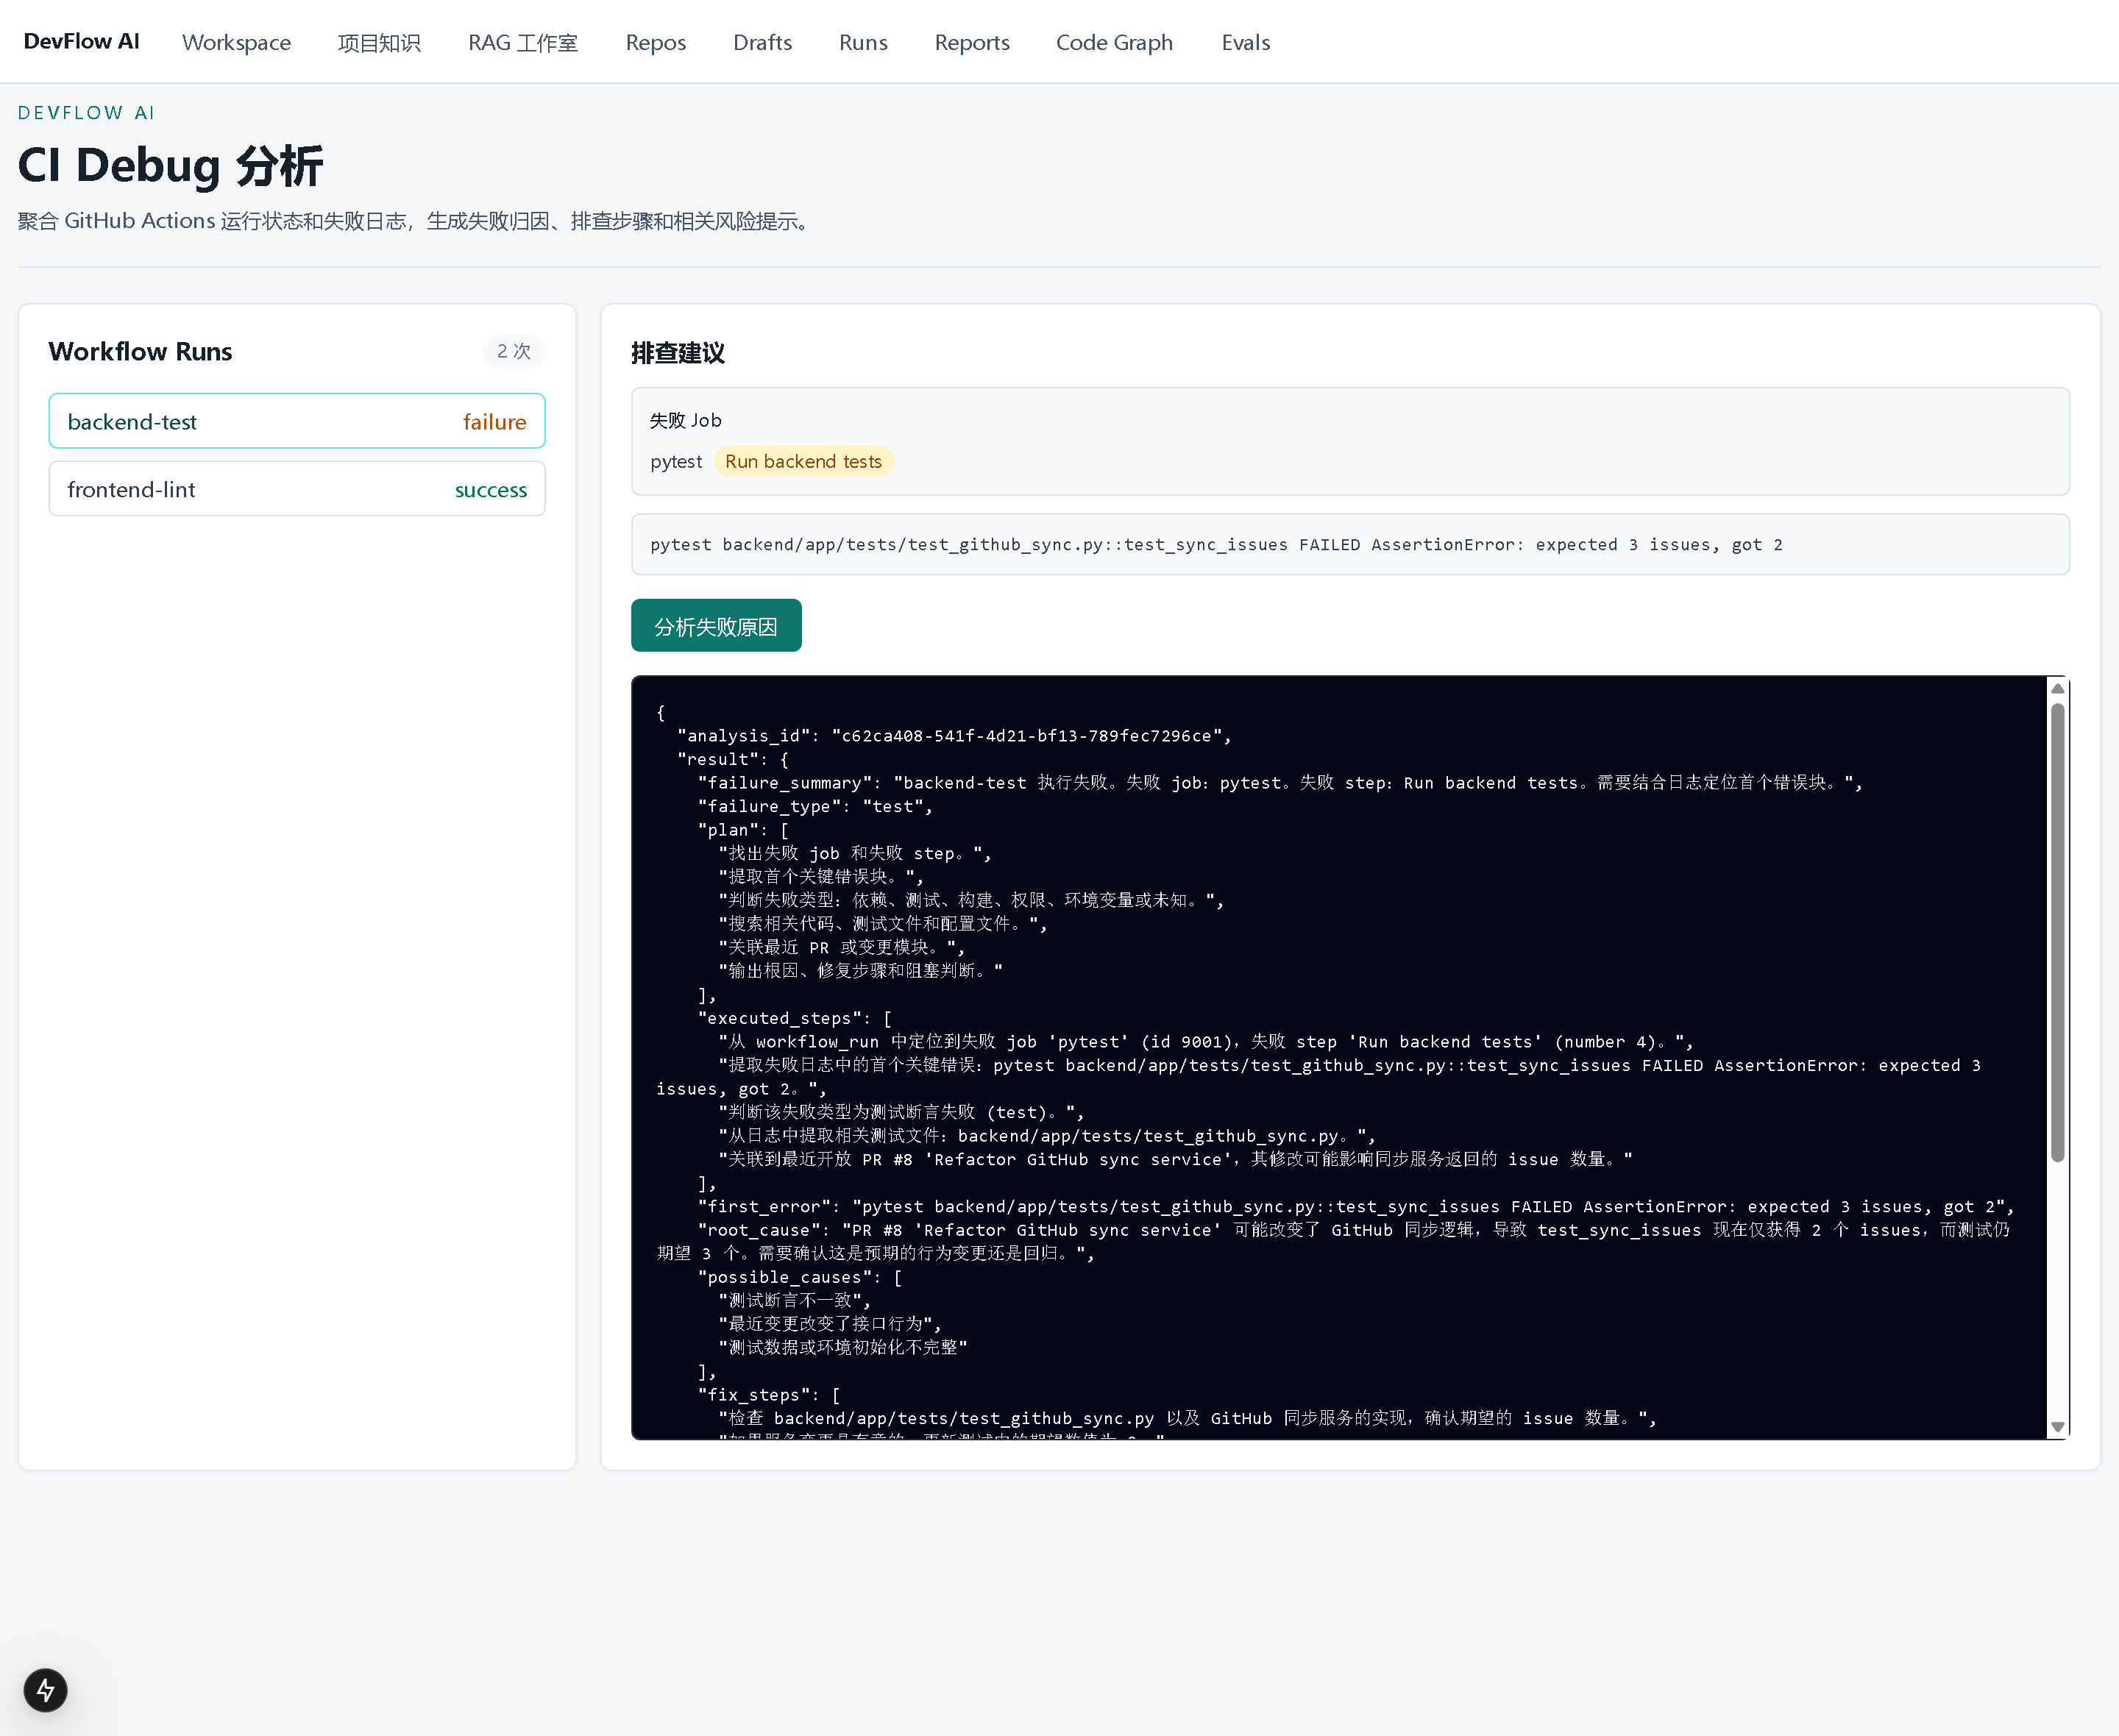 DevFlow AI Workspace 项目知识 RAG 工作室 Repos Drafts Runs Reports Code Graph Evals
DEVFLOW AI
CI Debug 分析
聚合 GitHub Actions 运行状态和失败日志，生成失败归因、排查步骤和相关风险提示。
Workflow Runs 2 次
backend-test failure
frontend-lint success
排查建议
失败 Job
pytest Run backend tests
pytest backend/app/tests/test_github_sync.py::test_sync_issues FAILED AssertionError: expected 3 issues, got 2
分析失败原因
{
"analysis_id": "c62ca408-541f-4d21-bf13-789fec7296ce",
"result": {
"failure_summary": "backend-test 执行失败。失败 job：pytest。失败 step：Run backend tests。需要结合日志定位首个错误块。",
"failure_type": "test",
"plan": [
"找出失败 job 和失败 step。",
"提取首个关键错误块。",
"判断失败类型：依赖、测试、构建、权限、环境变量或未知。",
"搜索相关代码、测试文件和配置文件。",
"关联最近 PR 或变更模块。",
"输出根因、修复步骤和阻塞判断。"
],
"executed_steps": [
"从 workflow_run 中定位到失败 job 'pytest' (id 9001)，失败 step 'Run backend tests' (number 4)。",
"提取失败日志中的首个关键错误：pytest backend/app/tests/test_github_sync.py::test_sync_issues FAILED AssertionError: expected 3
issues, got 2。",
"判断该失败类型为测试断言失败 (test)。",
"从日志中提取相关测试文件：backend/app/tests/test_github_sync.py。",
"关联到最近开放 PR #8 'Refactor GitHub sync service'，其修改可能影响同步服务返回的 issue 数量。"
],
"first_error": "pytest backend/app/tests/test_github_sync.py::test_sync_issues FAILED AssertionError: expected 3 issues, got 2",
"root_cause": "PR #8 'Refactor GitHub sync service' 可能改变了 GitHub 同步逻辑，导致 test_sync_issues 现在仅获得 2 个 issues，而测试仍
期望 3 个。需要确认这是预期的行为变更还是回归。",
"possible_causes": [
"测试断言不一致",
"最近变更改变了接口行为",
"测试数据或环境初始化不完整"
],
"fix_steps": [
"检查 backend/app/tests/test_github_sync.py 以及 GitHub 同步服务的实现，确认期望的 issue 数量。",